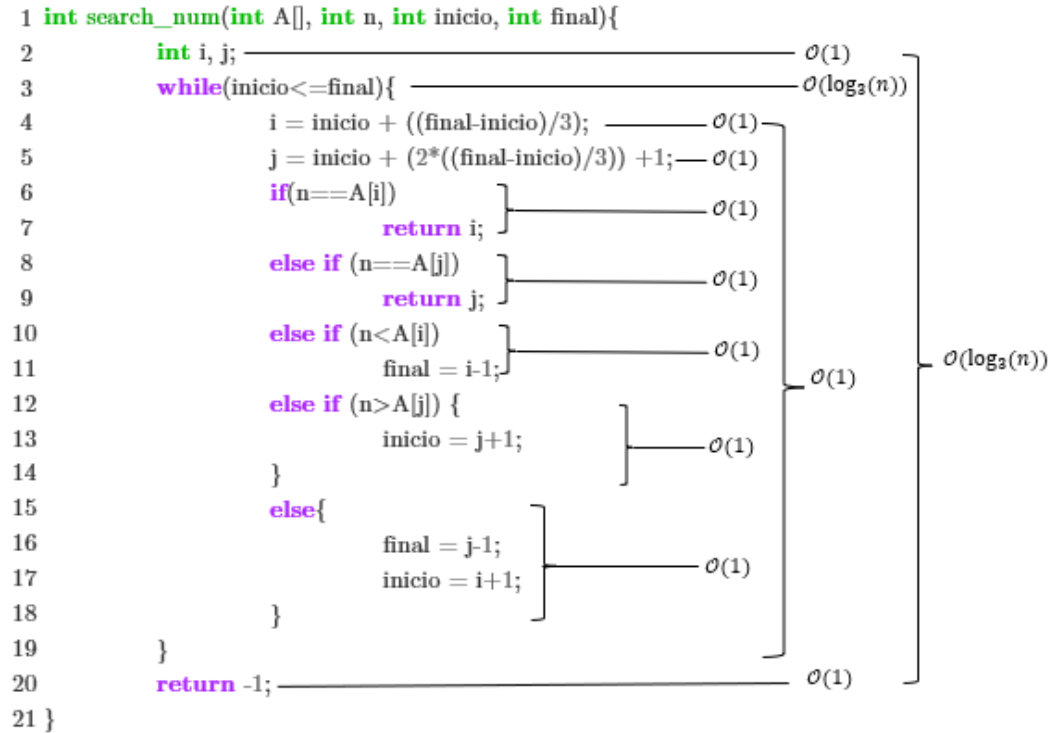 1 int search_num(int A[], int n, int inicio, int final){
2 int i, j; 𝒪(1)
3 while(inicio<=final){ 𝒪(log₃(n))
4 i = inicio + ((final-inicio)/3); 𝒪(1)
5 j = inicio + (2*((final-inicio)/3)) +1; 𝒪(1)
6 if(n==A[i])
𝒪(1)
7 return i;
8 else if (n==A[j])
𝒪(1)
9 return j;
10 else if (n<A[i])
𝒪(1)
11 final = i-1;
𝒪(log₃(n))
𝒪(1)
12 else if (n>A[j]) {
13 inicio = j+1; 𝒪(1)
14 }
15 else{
16 final = j-1;
𝒪(1)
17 inicio = i+1;
18 }
19 }
20 return -1; 𝒪(1)
21 }